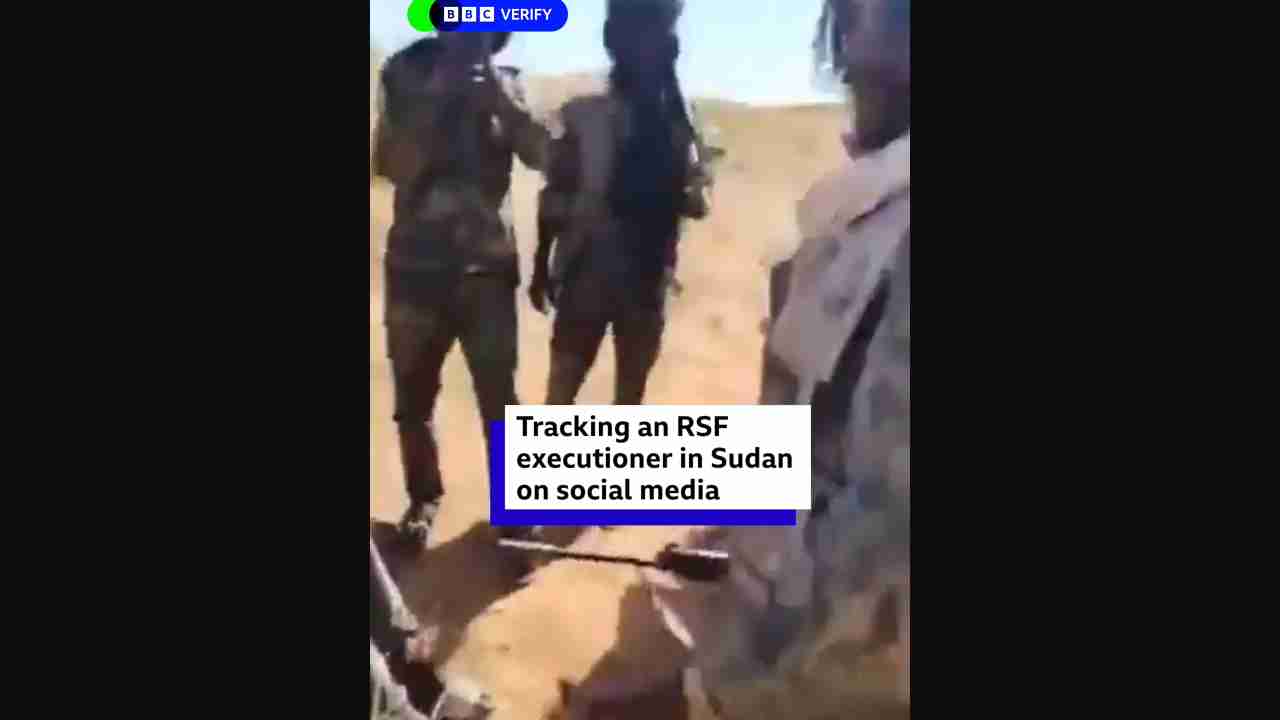 BBC VERIFY
Tracking an RSF
executioner in Sudan
on social media